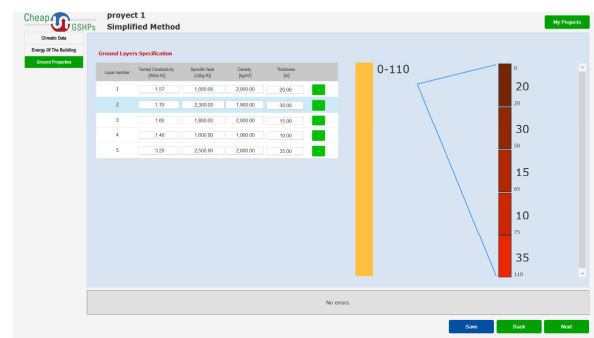 Cheap
GSHPs
proyect 1
Simplified Method
My Projects
Climatic Data
Energy Of The Building
Ground Properties
Ground Layers Specification
Layer number
Termal Conductivity [W/(m K)]
Specific heat [J/(kg K)]
Density [kg/m³]
Thickness [m]
1 1.57 1,800.00 2,000.00 20.00 -
2 1.70 2,300.00 1,900.00 30.00 -
3 1.60 1,800.00 2,000.00 15.00 -
4 1.40 1,600.00 1,900.00 10.00 -
5 3.20 2,500.00 2,000.00 35.00 -
0-110
0
20
20
30
50
15
65
10
75
35
110
No errors.
Save
Back
Next